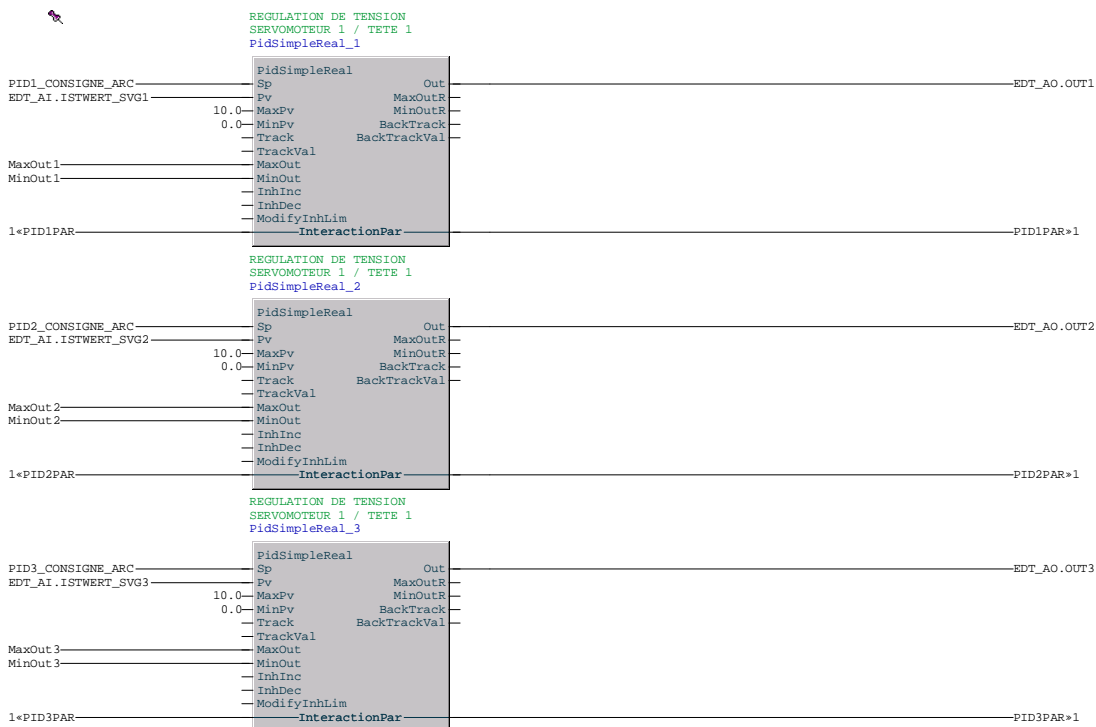 REGULATION DE TENSION
SERVOMOTEUR 1 / TETE 1
PidSimpleReal_1
PidSimpleReal
PID1_CONSIGNE_ARC Sp Out EDT_AO.OUT1
EDT_AI.ISTWERT_SVG1 Pv MaxOutR
10.0 MaxPv MinOutR
0.0 MinPv BackTrack
Track BackTrackVal
TrackVal
MaxOut1 MaxOut
MinOut1 MinOut
InhInc
InhDec
ModifyInhLim
1«PID1PAR InteractionPar PID1PAR»1
REGULATION DE TENSION
SERVOMOTEUR 1 / TETE 1
PidSimpleReal_2
PidSimpleReal
PID2_CONSIGNE_ARC Sp Out EDT_AO.OUT2
EDT_AI.ISTWERT_SVG2 Pv MaxOutR
10.0 MaxPv MinOutR
0.0 MinPv BackTrack
Track BackTrackVal
TrackVal
MaxOut2 MaxOut
MinOut2 MinOut
InhInc
InhDec
ModifyInhLim
1«PID2PAR InteractionPar PID2PAR»1
REGULATION DE TENSION
SERVOMOTEUR 1 / TETE 1
PidSimpleReal_3
PidSimpleReal
PID3_CONSIGNE_ARC Sp Out EDT_AO.OUT3
EDT_AI.ISTWERT_SVG3 Pv MaxOutR
10.0 MaxPv MinOutR
0.0 MinPv BackTrack
Track BackTrackVal
TrackVal
MaxOut3 MaxOut
MinOut3 MinOut
InhInc
InhDec
ModifyInhLim
1«PID3PAR InteractionPar PID3PAR»1